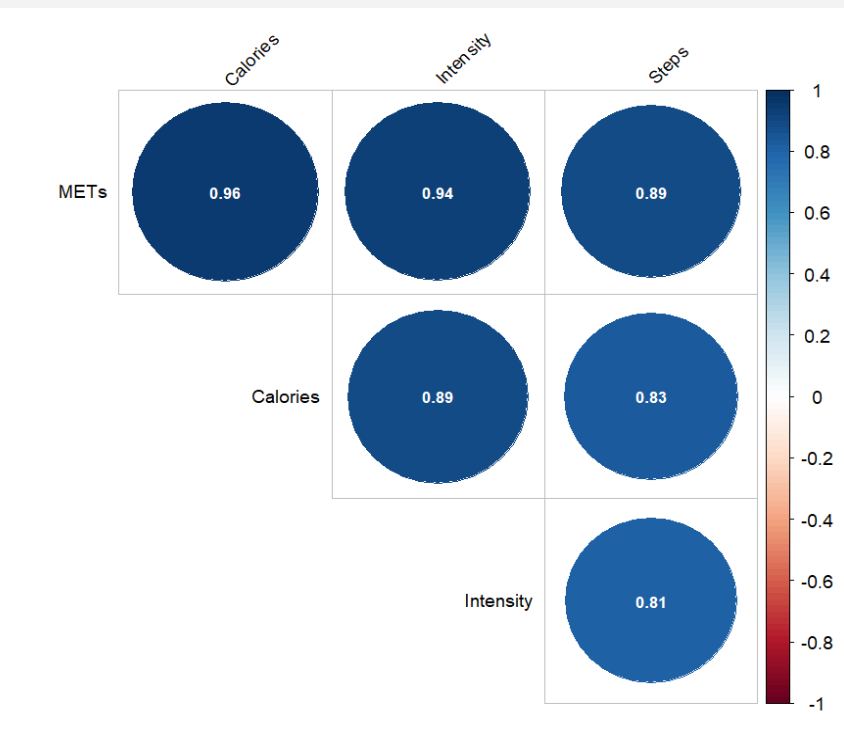 Calories Intensity Steps
METs 0.96 0.94 0.89
Calories 0.89 0.83
Intensity 0.81
1
0.8
0.6
0.4
0.2
0
-0.2
-0.4
-0.6
-0.8
-1